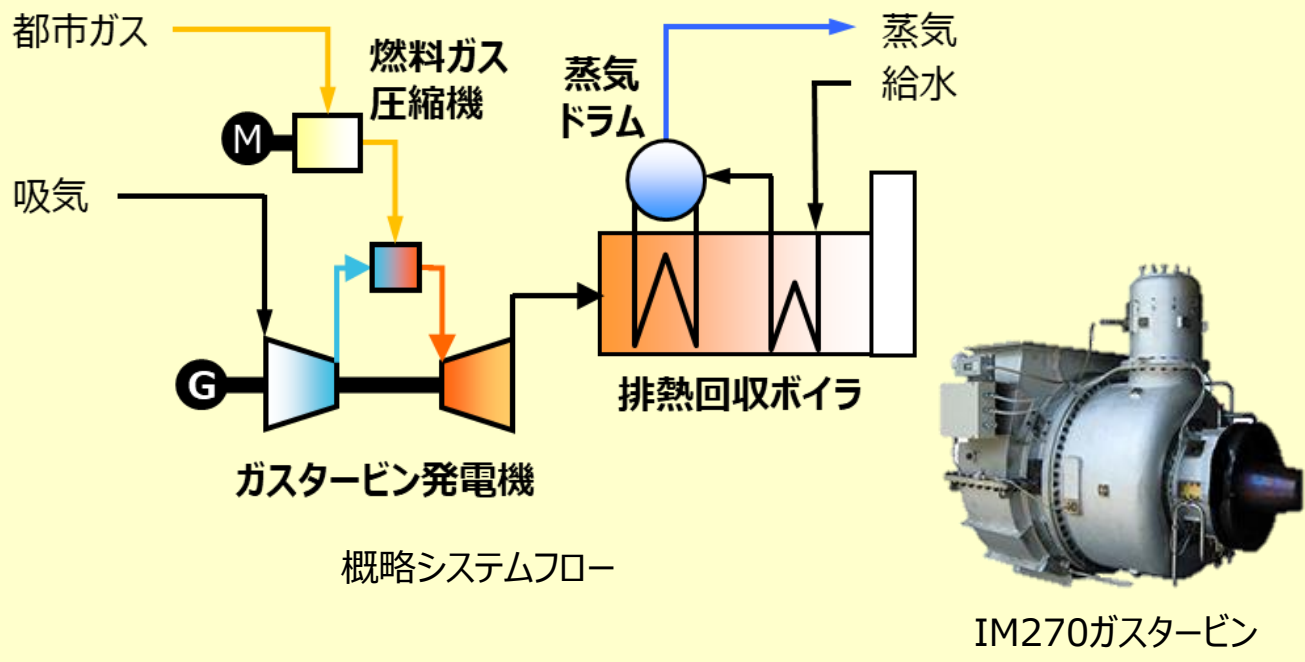 都市ガス
燃料ガス
圧縮機
M
吸気
蒸気
ドラム
蒸気
給水
G
排熱回収ボイラ
ガスタービン発電機
概略システムフロー
IM270ガスタービン